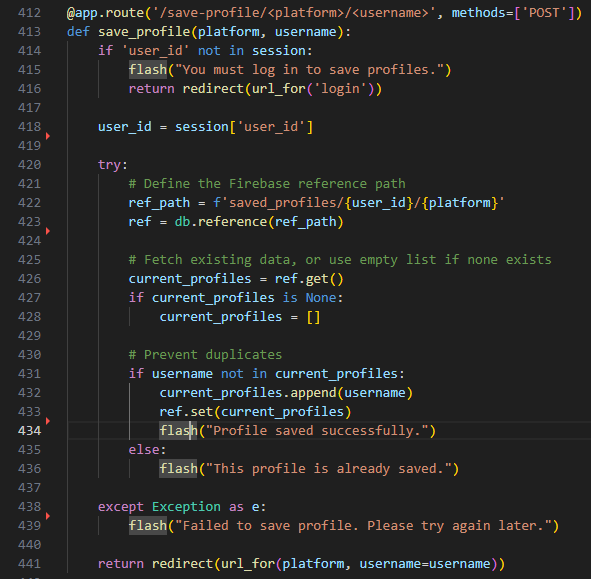 412 @app.route('/save-profile/<platform>/<username>', methods=['POST'])
413 def save_profile(platform, username):
414     if 'user_id' not in session:
415         flash("You must log in to save profiles.")
416         return redirect(url_for('login'))
417
418     user_id = session['user_id']
419
420     try:
421         # Define the Firebase reference path
422         ref_path = f'saved_profiles/{user_id}/{platform}'
423         ref = db.reference(ref_path)
424
425         # Fetch existing data, or use empty list if none exists
426         current_profiles = ref.get()
427         if current_profiles is None:
428             current_profiles = []
429
430         # Prevent duplicates
431         if username not in current_profiles:
432             current_profiles.append(username)
433             ref.set(current_profiles)
434             flash("Profile saved successfully.")
435         else:
436             flash("This profile is already saved.")
437
438     except Exception as e:
439         flash("Failed to save profile. Please try again later.")
440
441     return redirect(url_for(platform, username=username))